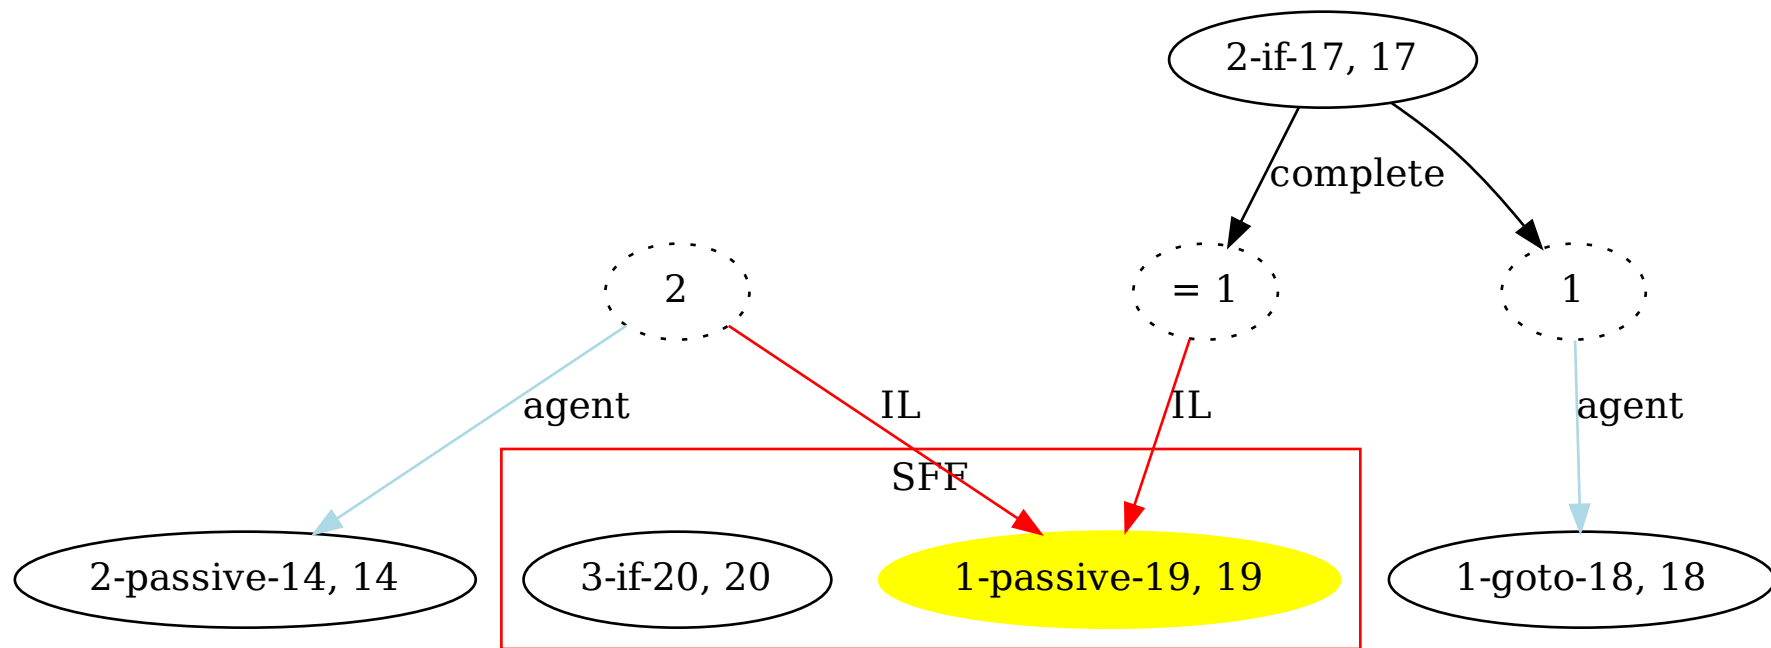 2-if-17, 17
complete
2
= 1
1
agent
IL
IL
agent
SFF
2-passive-14, 14
3-if-20, 20
1-passive-19, 19
1-goto-18, 18